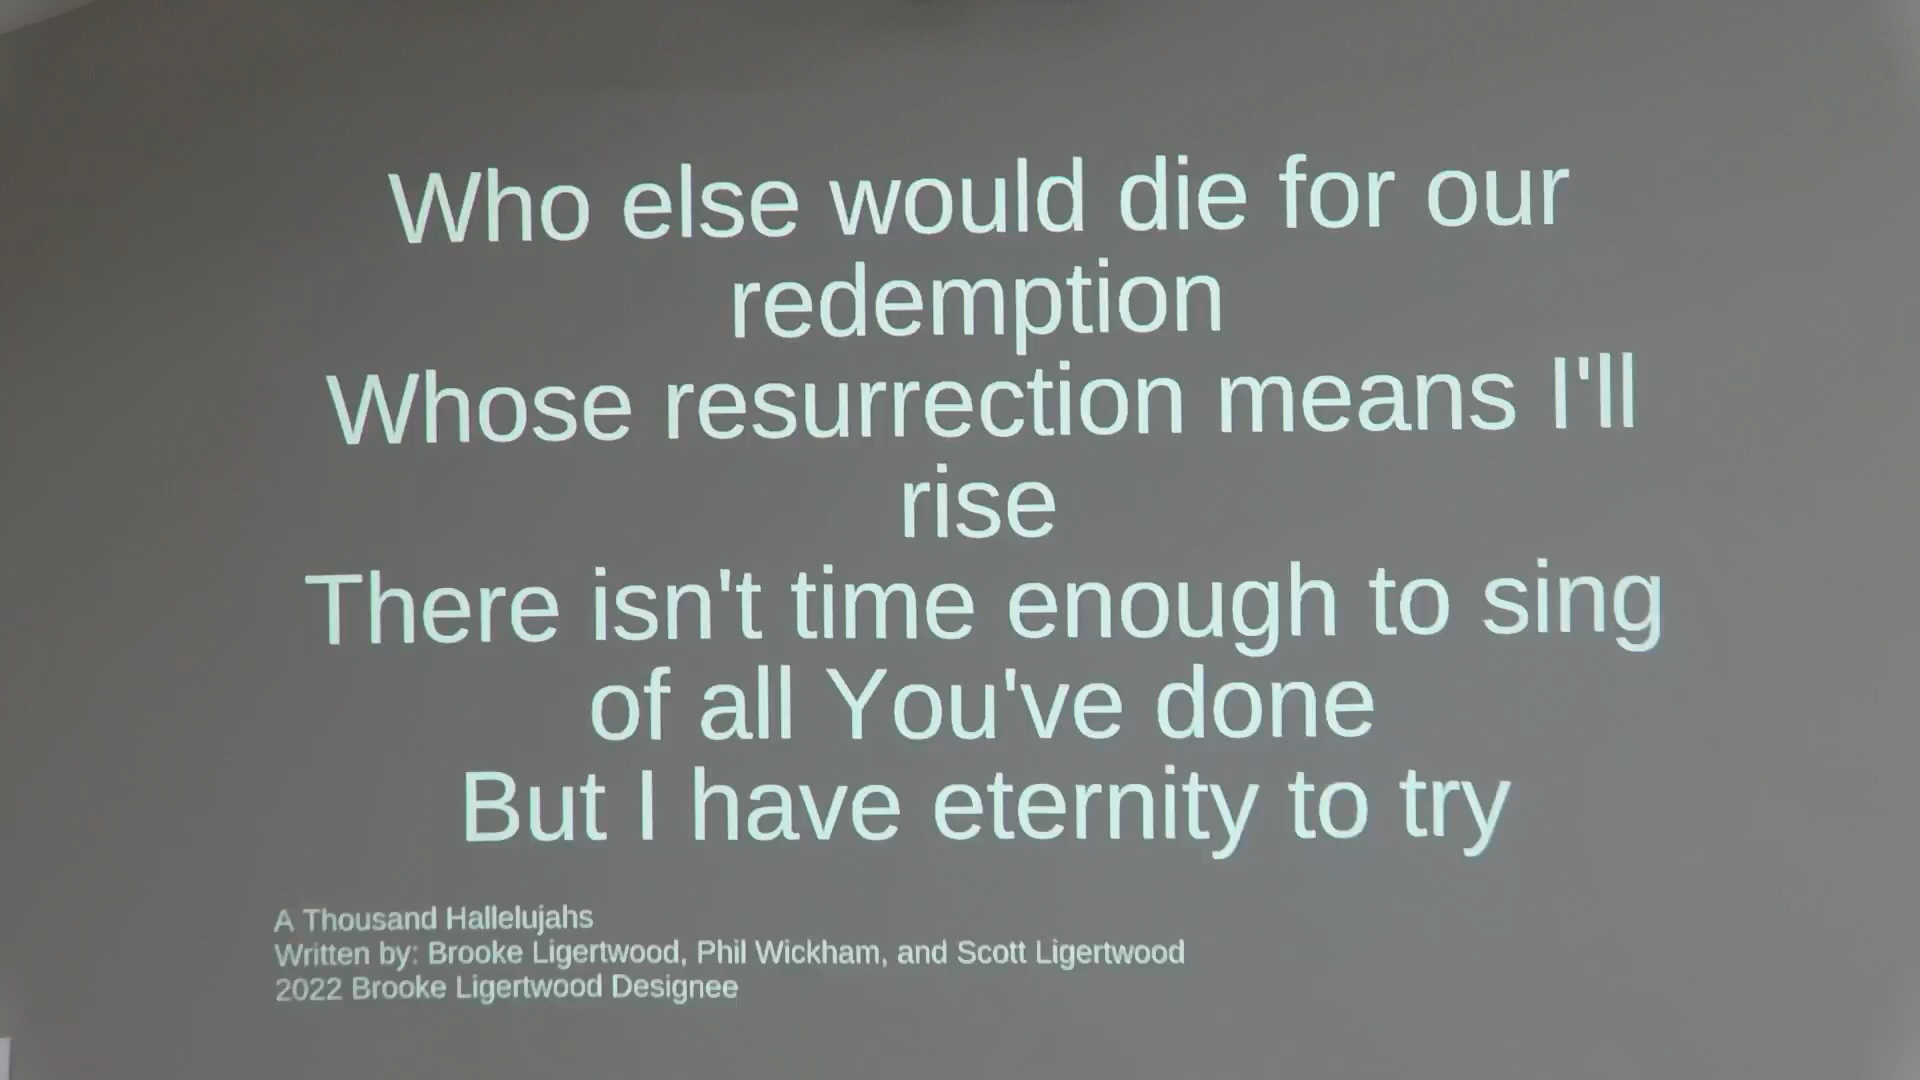 Who else would die for our
redemption
Whose resurrection means I'll
rise
There isn't time enough to sing
of all You've done
But I have eternity to try
A Thousand Hallelujahs
Written by: Brooke Ligertwood, Phil Wickham, and Scott Ligertwood
2022 Brooke Ligertwood Designee